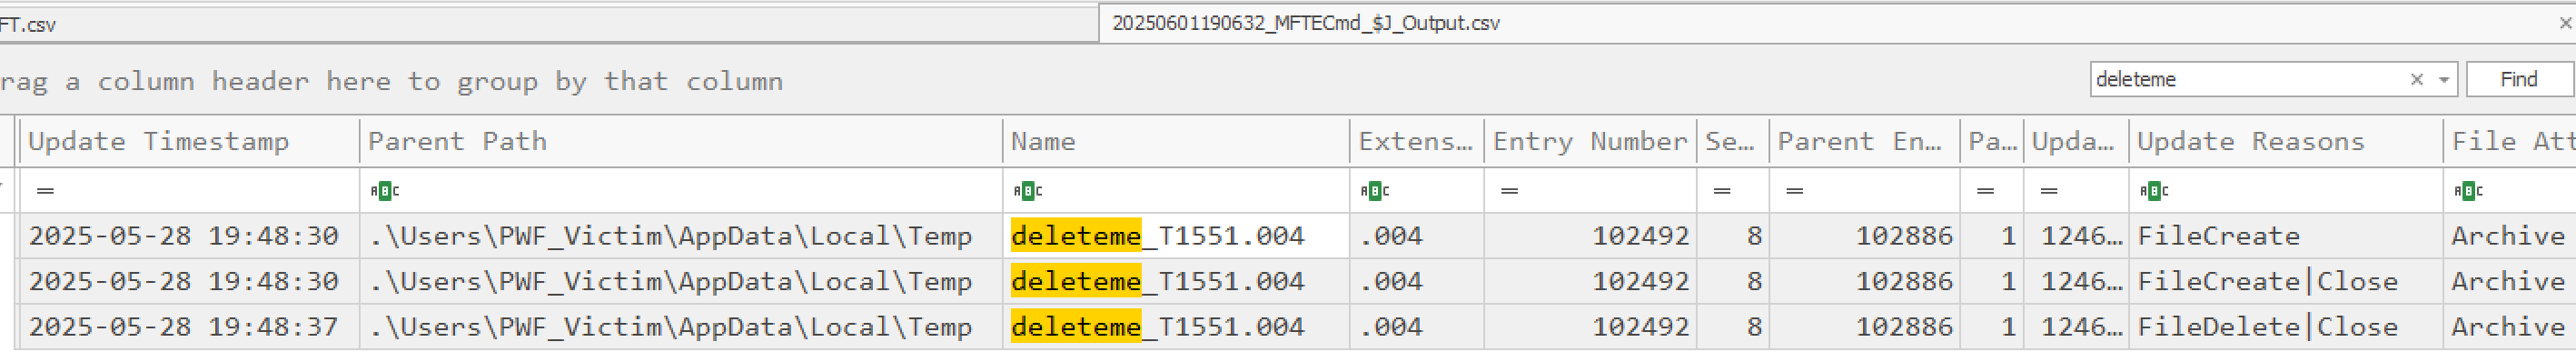 FT.csv 20250601190632_MFTECmd_$J_Output.csv ×
rag a column header here to group by that column deleteme × Find
Update Timestamp Parent Path Name Extens… Entry Number Se… Parent En… Pa… Upda… Update Reasons File Att
= ABC ABC ABC = = = = = ABC ABC
2025-05-28 19:48:30 .\Users\PWF_Victim\AppData\Local\Temp deleteme_T1551.004 .004 102492 8 102886 1 1246… FileCreate Archive
2025-05-28 19:48:30 .\Users\PWF_Victim\AppData\Local\Temp deleteme_T1551.004 .004 102492 8 102886 1 1246… FileCreate|Close Archive
2025-05-28 19:48:37 .\Users\PWF_Victim\AppData\Local\Temp deleteme_T1551.004 .004 102492 8 102886 1 1246… FileDelete|Close Archive